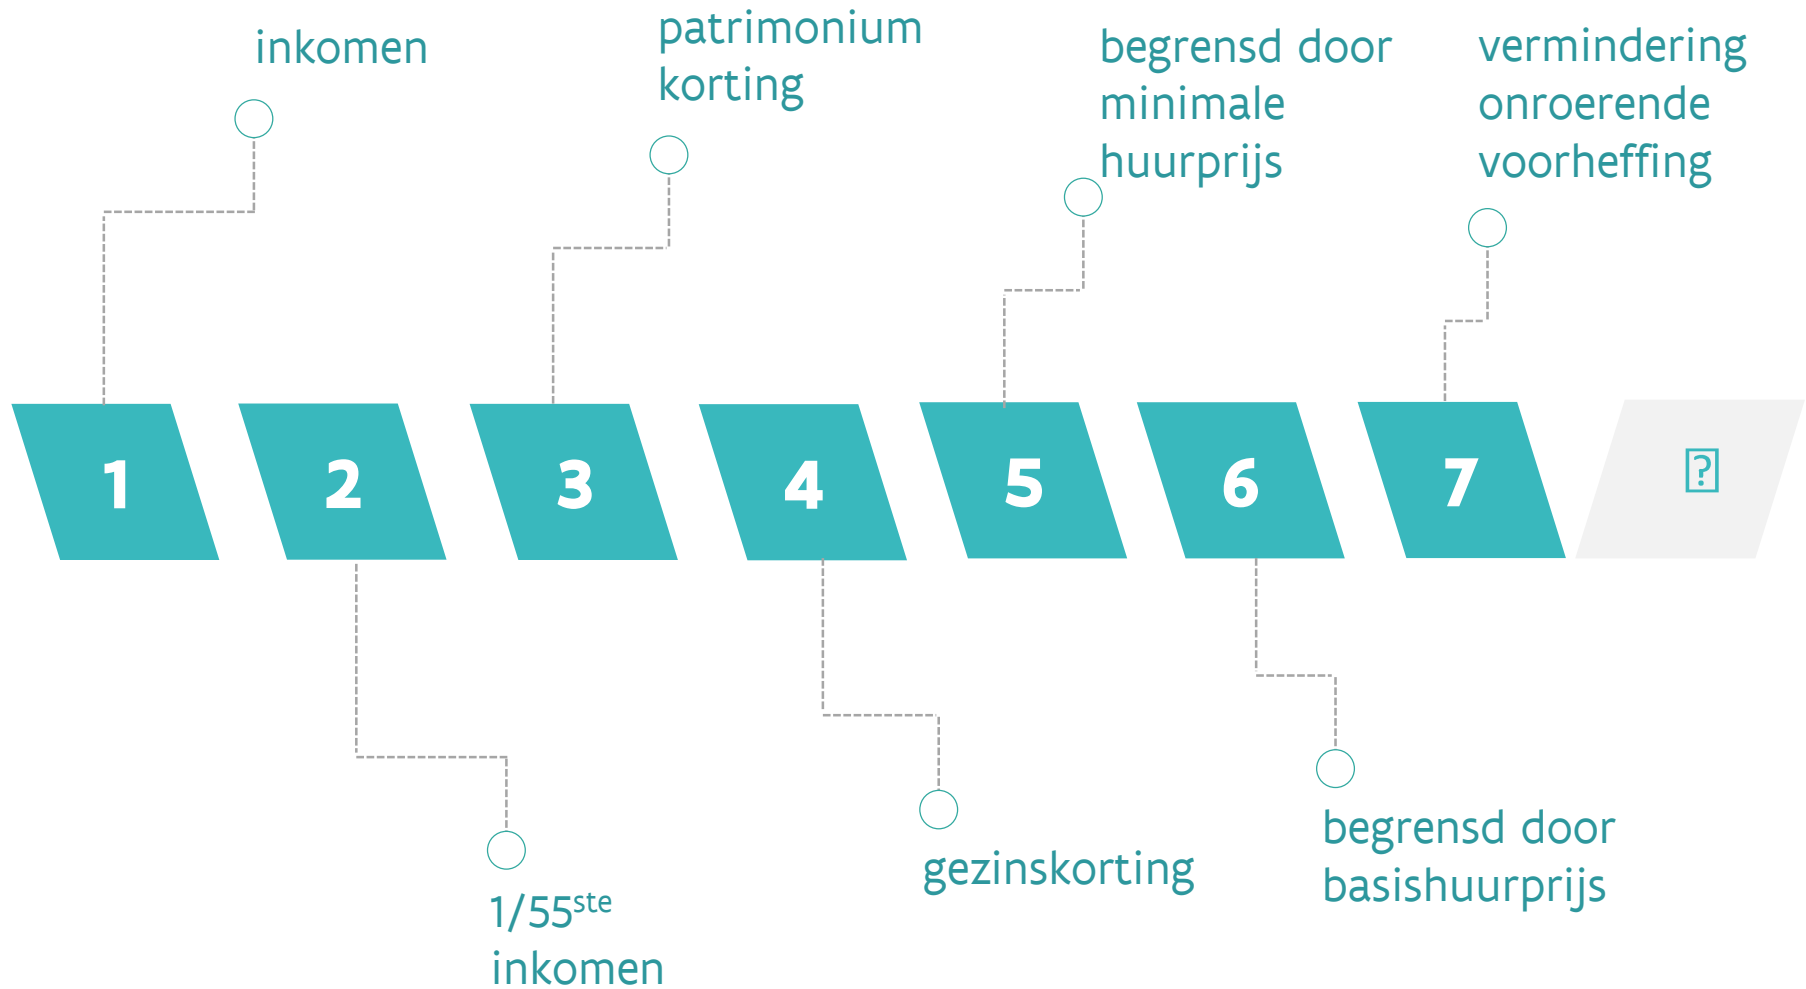 inkomen
patrimonium
korting
begrensd door
minimale
huurprijs
vermindering
onroerende
voorheffing
1
2
3
4
5
6
7
?
1/55ste
inkomen
gezinskorting
begrensd door
basishuurprijs